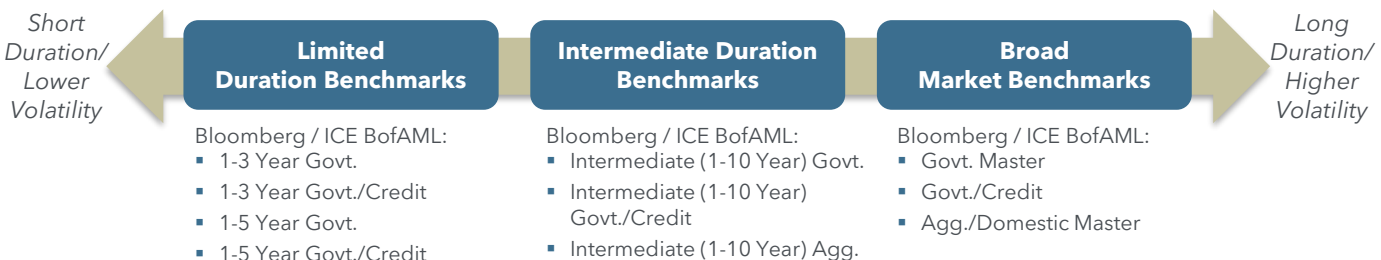 Short
Duration/
Lower
Volatility
Limited
Duration Benchmarks
Intermediate Duration
Benchmarks
Broad
Market Benchmarks
Long
Duration/
Higher
Volatility
Bloomberg / ICE BofAML:
▪ 1-3 Year Govt.
▪ 1-3 Year Govt./Credit
▪ 1-5 Year Govt.
▪ 1-5 Year Govt./Credit
Bloomberg / ICE BofAML:
▪ Intermediate (1-10 Year) Govt.
▪ Intermediate (1-10 Year)
Govt./Credit
▪ Intermediate (1-10 Year) Agg.
Bloomberg / ICE BofAML:
▪ Govt. Master
▪ Govt./Credit
▪ Agg./Domestic Master